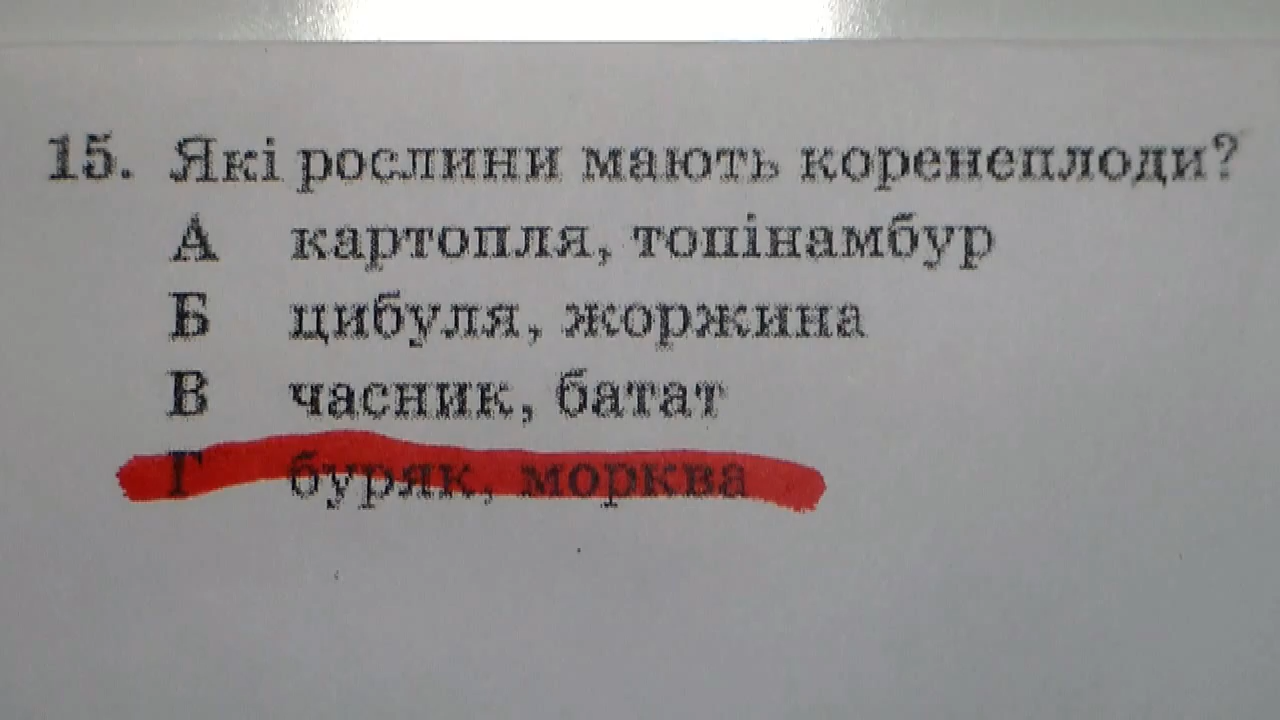 15. Які рослини мають коренеплоди?
А картопля, топінамбур
Б цибуля, жоржина
В часник, батат
Г буряк, морква